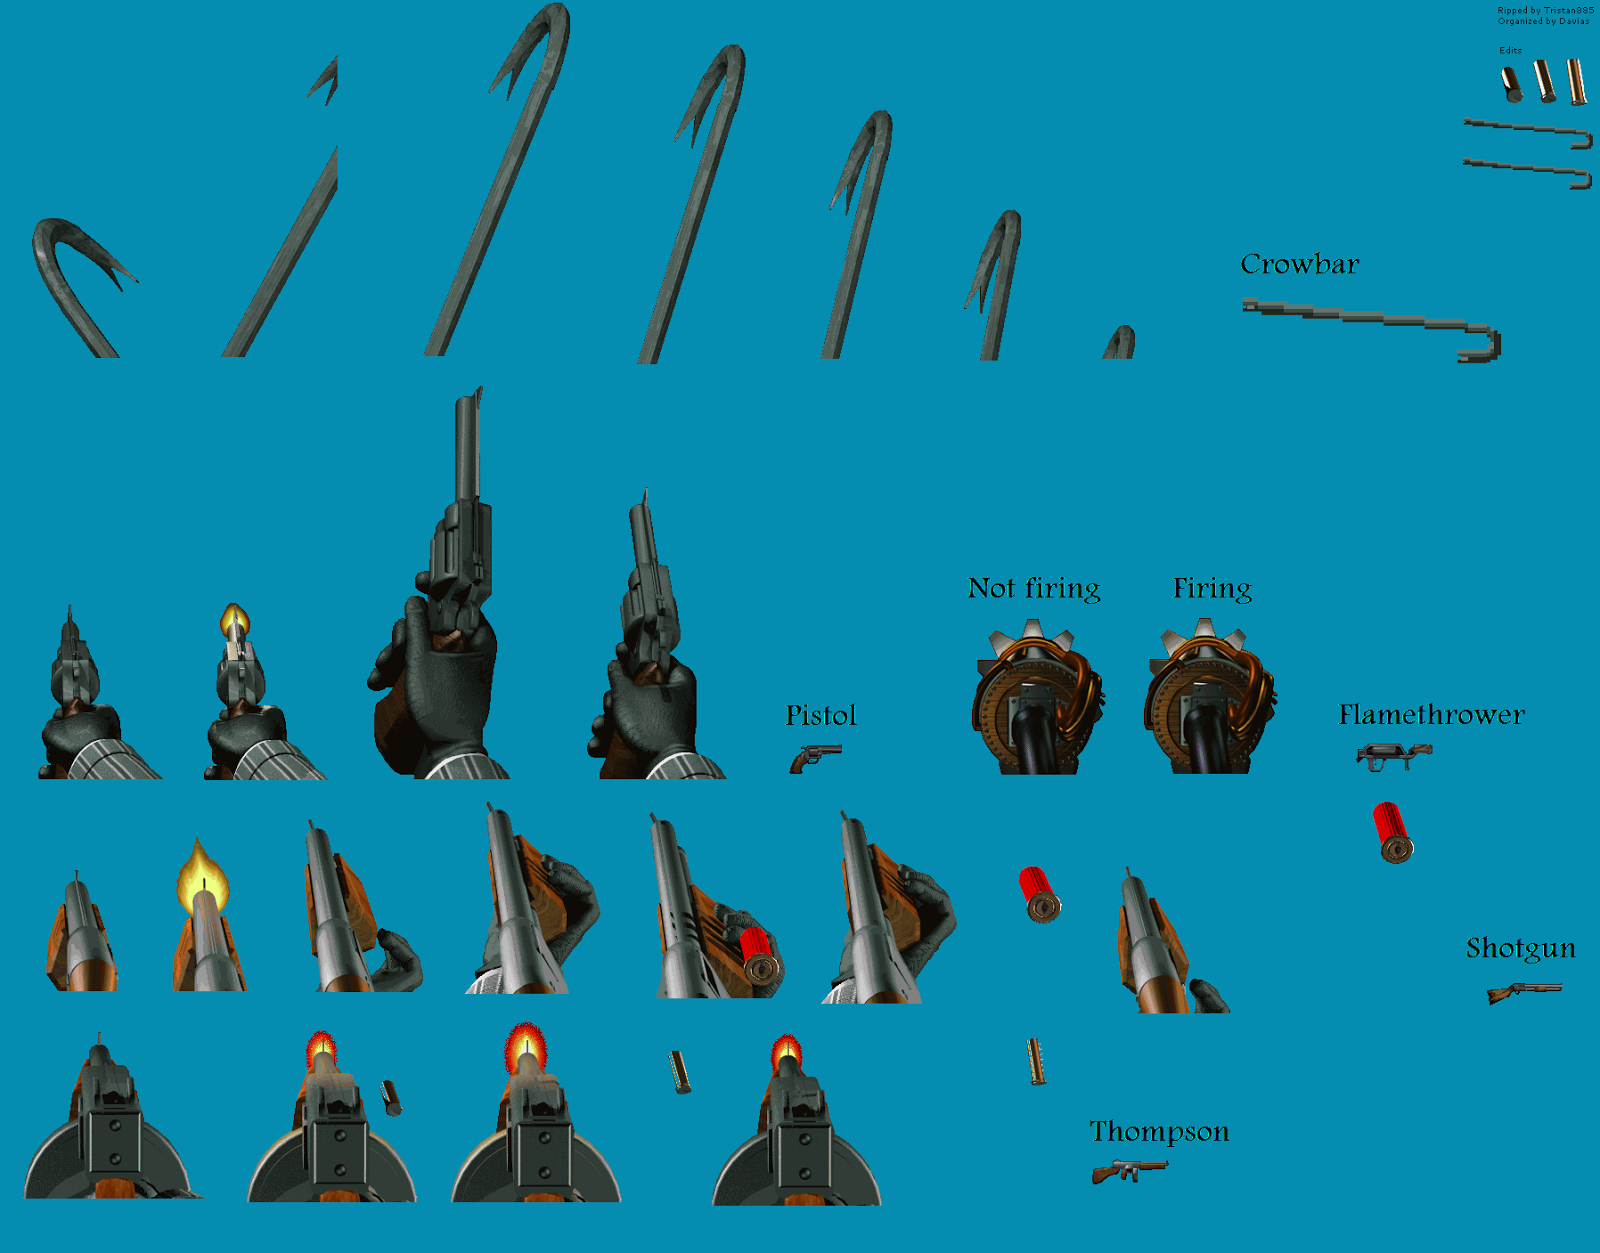 Ripped by Tristan885
Organized by Davias
Edits
Crowbar
Not firing
Firing
Pistol
Flamethrower
Shotgun
Thompson